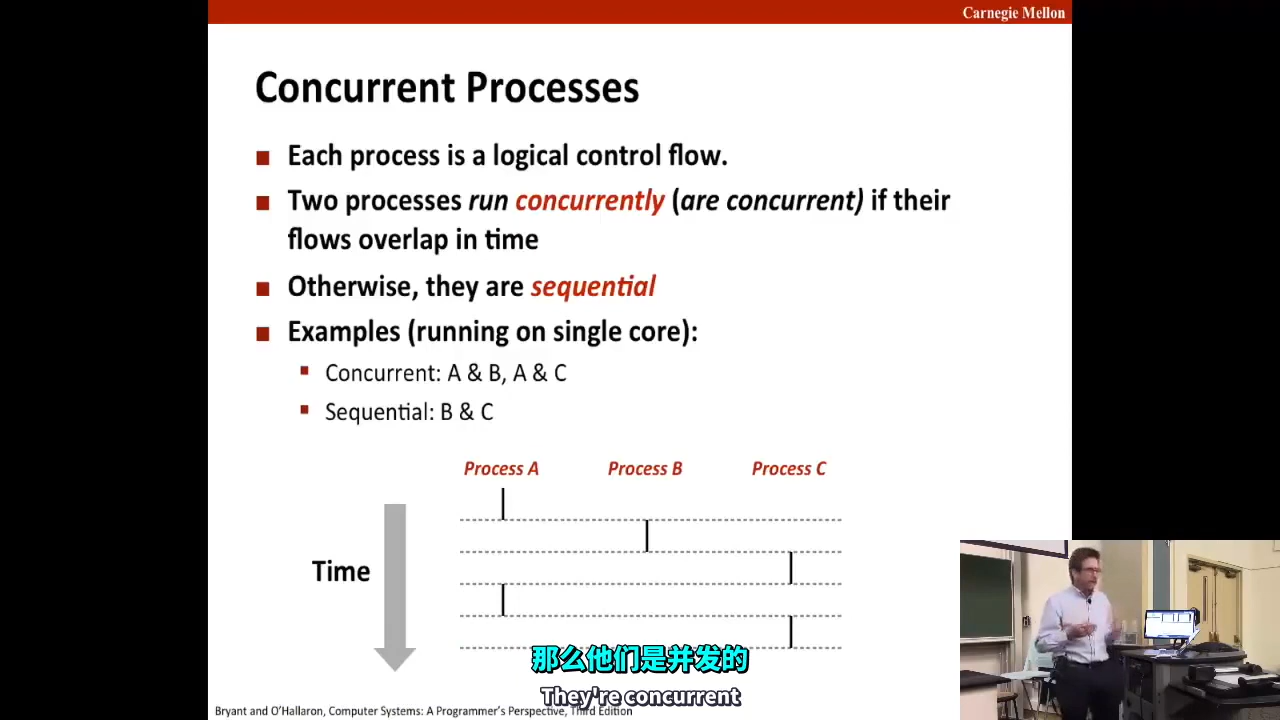 Carnegie Mellon
Concurrent Processes
Each process is a logical control flow.
Two processes run concurrently (are concurrent) if their
flows overlap in time
Otherwise, they are sequential
Examples (running on single core):
Concurrent: A & B, A & C
Sequential: B & C
Process A Process B Process C
Time
那么他们是并发的
They're concurrent
Bryant and O'Hallaron, Computer Systems: A Programmer's Perspective, Third Edition